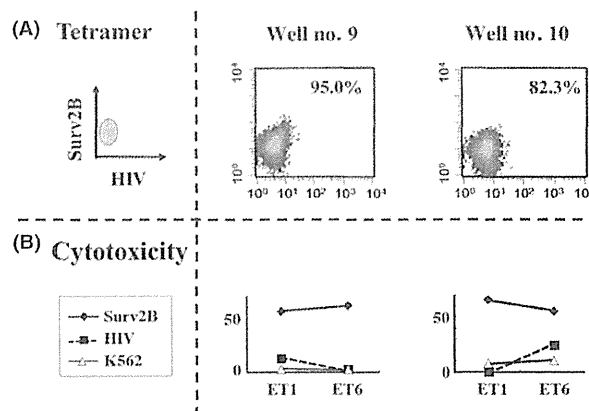 (A) Tetramer
Well no. 9
Well no. 10
Surv2B
HIV
10⁴
10⁰
95.0%
10⁰ 10¹ 10² 10³ 10⁴
10⁴
10⁰
82.3%
10⁰ 10¹ 10² 10³ 10⁴
(B) Cytotoxicity
Surv2B
HIV
K562
50
0
ET1 ET6
50
0
ET1 ET6